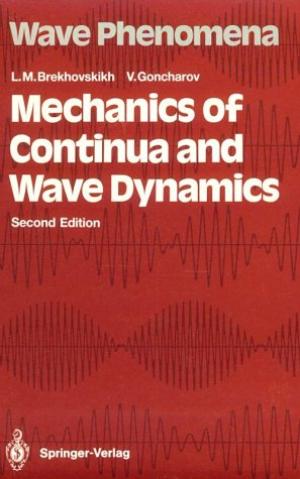 Wave Phenomena
L.M.Brekhovskikh V.Goncharov
Mechanics of
Continua and
Wave Dynamics
Second Edition
Springer-Verlag